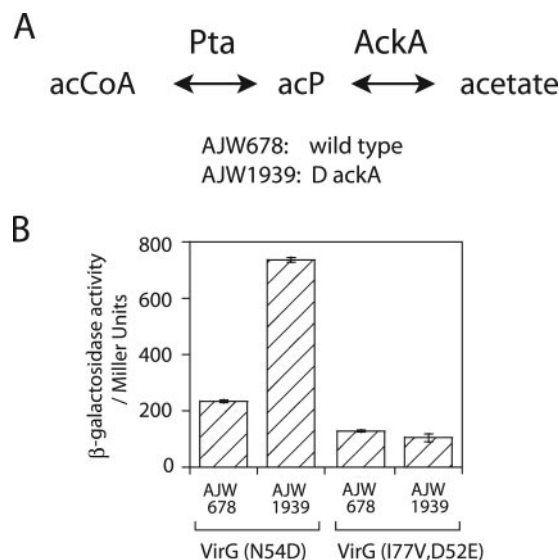 A
Pta AckA
acCoA acP acetate
AJW678: wild type
AJW1939: D ackA
B
β-galactosidase activity
/ Miller Units
800
600
400
200
0
AJW 678 AJW 1939 AJW 678 AJW 1939
VirG (N54D) VirG (I77V,D52E)